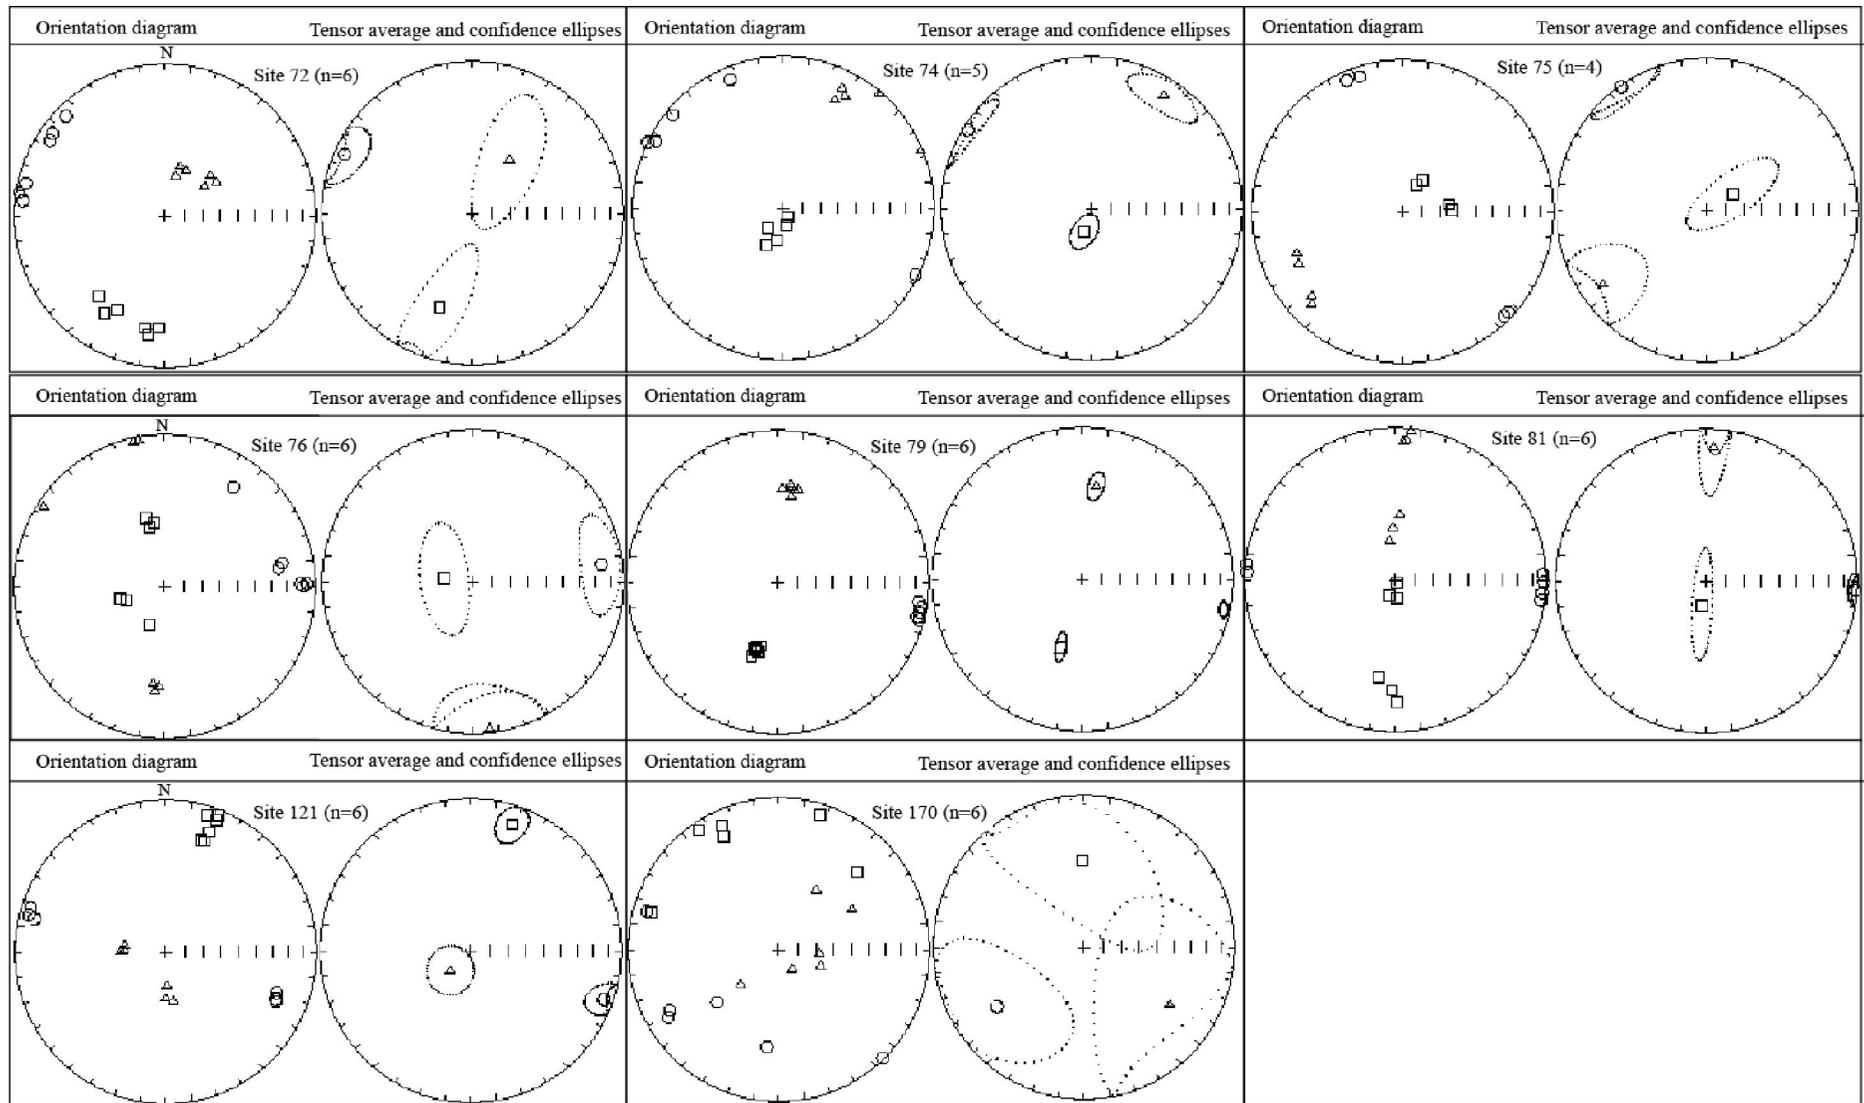 Orientation diagram Tensor average and confidence ellipses Orientation diagram Tensor average and confidence ellipses Orientation diagram Tensor average and confidence ellipses
N
Site 72 (n=6) Site 74 (n=5) Site 75 (n=4)
Orientation diagram Tensor average and confidence ellipses Orientation diagram Tensor average and confidence ellipses Orientation diagram Tensor average and confidence ellipses
N
Site 76 (n=6) Site 79 (n=6) Site 81 (n=6)
Orientation diagram Tensor average and confidence ellipses Orientation diagram Tensor average and confidence ellipses
N
Site 121 (n=6) Site 170 (n=6)